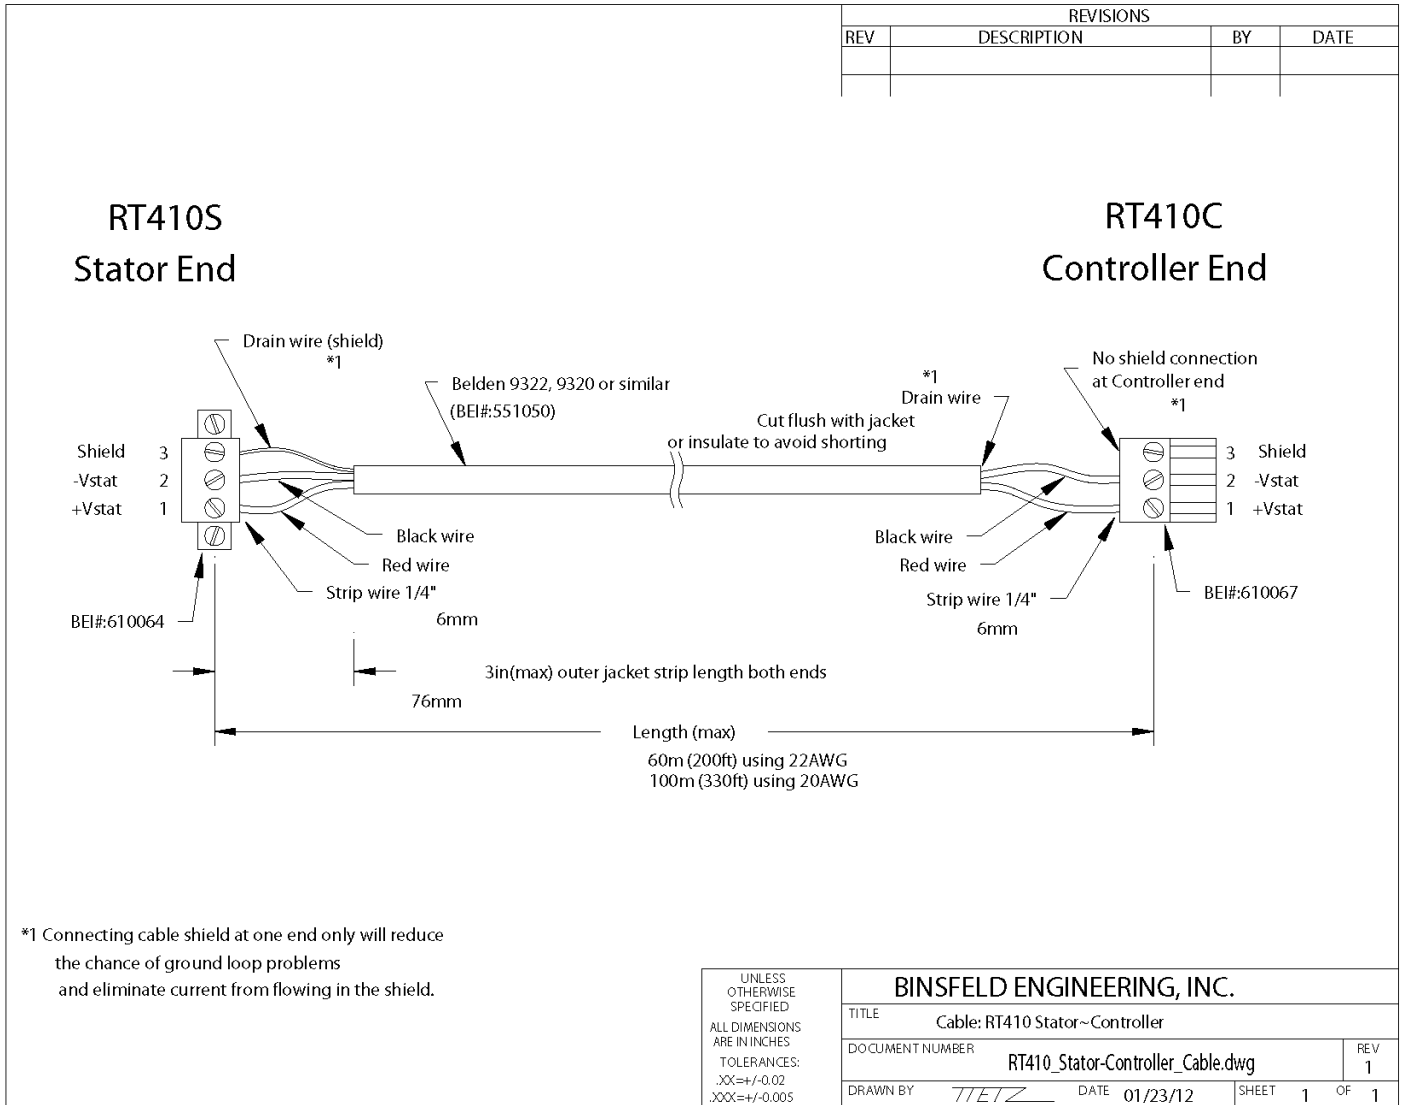 REVISIONS
REV DESCRIPTION BY DATE
RT410S
Stator End
RT410C
Controller End
Drain wire (shield)
*1
Belden 9322, 9320 or similar
(BEI#:551050)
*1
Drain wire
Cut flush with jacket
or insulate to avoid shorting
No shield connection
at Controller end
*1
Shield 3
-Vstat 2
+Vstat 1
3 Shield
2 -Vstat
1 +Vstat
Black wire
Red wire
Strip wire 1/4"
6mm
BEI#:610064
Black wire
Red wire
Strip wire 1/4"
6mm
BEI#:610067
3in(max) outer jacket strip length both ends
76mm
Length (max)
60m (200ft) using 22AWG
100m (330ft) using 20AWG
*1 Connecting cable shield at one end only will reduce
the chance of ground loop problems
and eliminate current from flowing in the shield.
UNLESS
OTHERWISE
SPECIFIED
ALL DIMENSIONS
ARE IN INCHES
TOLERANCES:
.XX=+/-0.02
.XXX=+/-0.005
BINSFELD ENGINEERING, INC.
TITLE
Cable: RT410 Stator~Controller
DOCUMENT NUMBER
RT410_Stator-Controller_Cable.dwg
REV
1
DRAWN BY TIETZ DATE 01/23/12 SHEET 1 OF 1